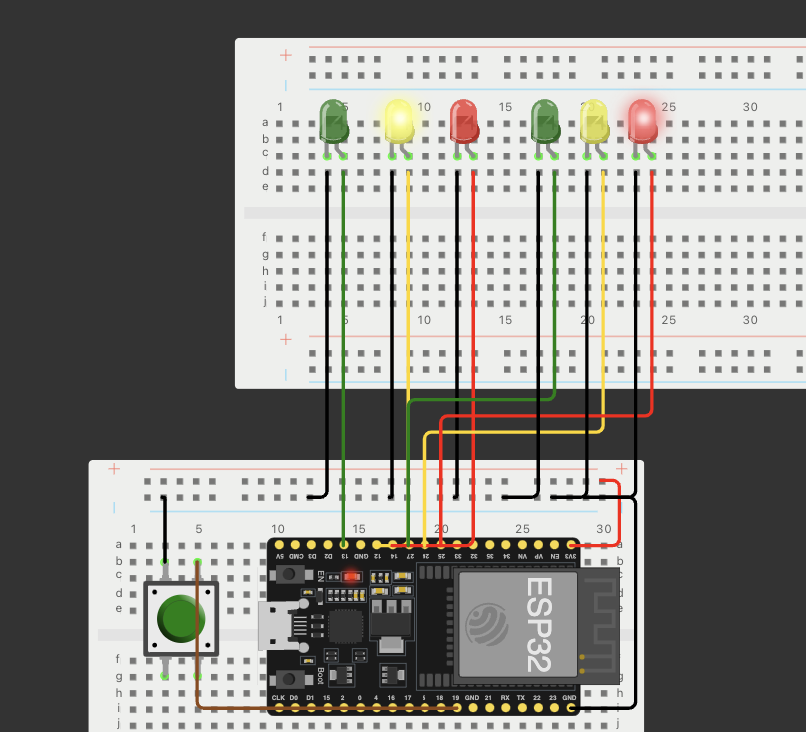 +
|
1 5 10 15 20 25 30
a
b
c
d
e
f
g
h
i
j
1 5 10 15 20 25 30
+
|
+ +
| |
1 5 10 15 20 25 30
a a
b
c c
d d
e e
5V CMD D3 D2 13 GND 12 14 27 26 25 33 32 35 34 VN VP EN 3V3
EN
ESP32
Boot
f f
g g
h h
CLK D0 D1 15 2 0 4 16 17 5 18 19 GND 21 RX TX 22 23 GND
i i
j j